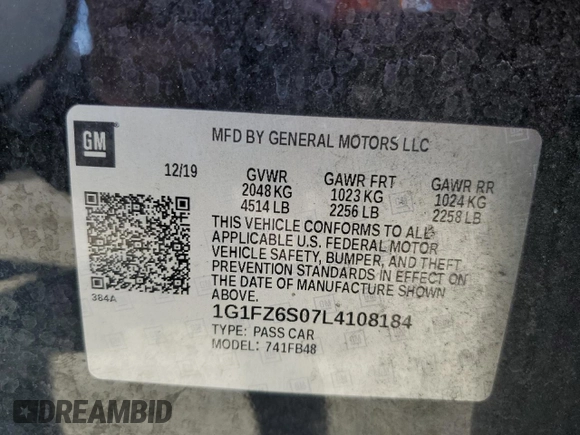 GM
MFD BY GENERAL MOTORS LLC
12/19 GVWR GAWR FRT GAWR RR
2048 KG 1023 KG 1024 KG
4514 LB 2256 LB 2258 LB
THIS VEHICLE CONFORMS TO ALL
APPLICABLE U.S. FEDERAL MOTOR
VEHICLE SAFETY, BUMPER, AND THEFT
PREVENTION STANDARDS IN EFFECT ON
THE DATE OF MANUFACTURE SHOWN
ABOVE.
384A
1G1FZ6S07L4108184
TYPE: PASS CAR
MODEL: 741FB48
DREAMBID